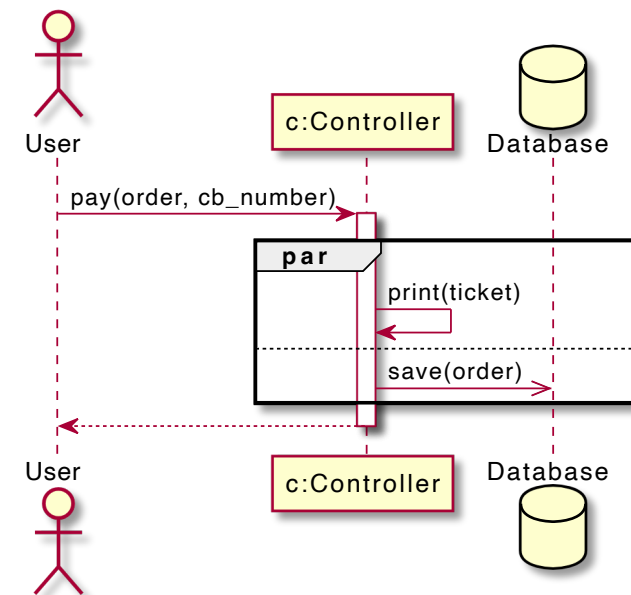 User
c:Controller
Database
pay(order, cb_number)
par
print(ticket)
save(order)
User
c:Controller
Database